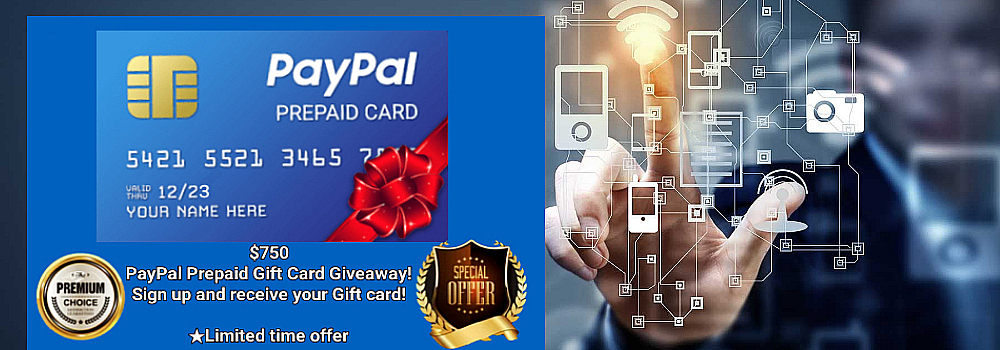 PayPal
PREPAID CARD
5421 5521 3465
VALID
THRU 12/23
YOUR NAME HERE
$750
PayPal Prepaid Gift Card Giveaway!
Sign up and receive your Gift card!
★Limited time offer
The
PREMIUM
CHOICE
SPECIAL
OFFER